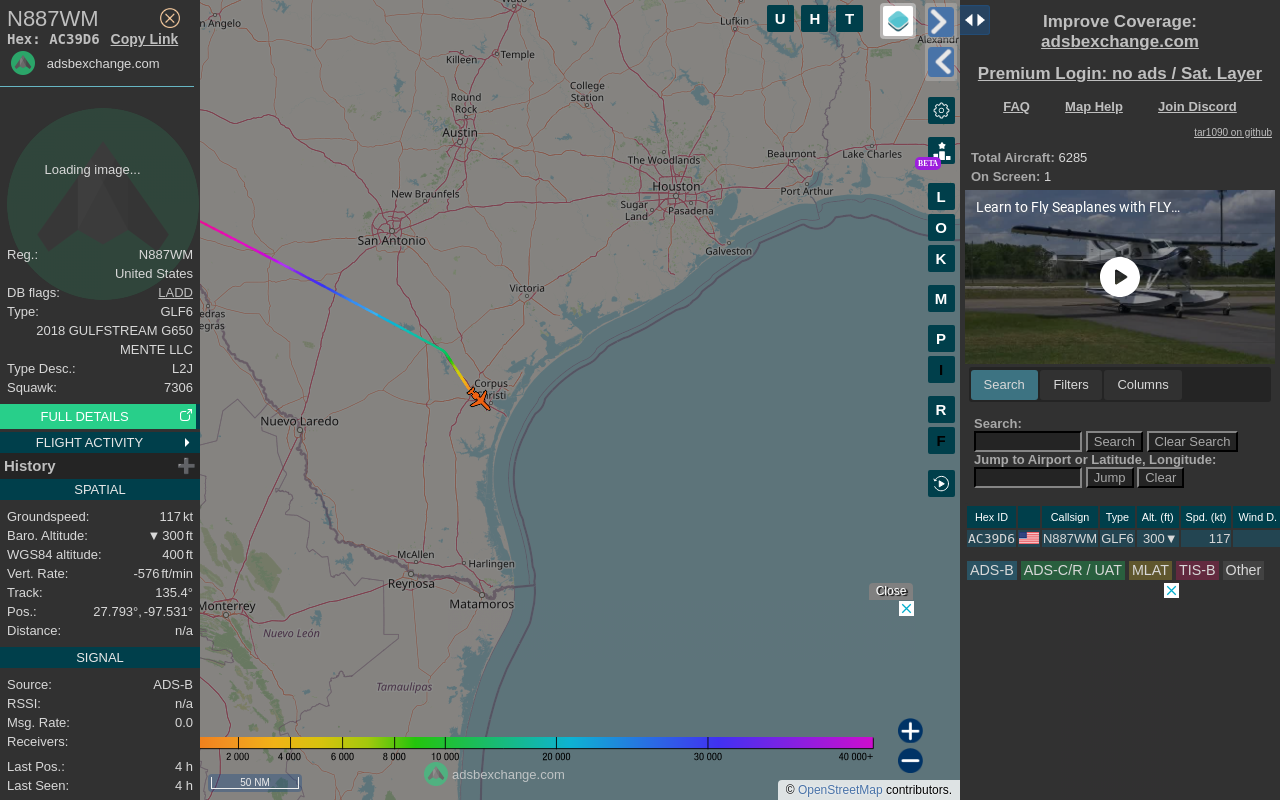 N887WM
Hex: AC39D6 Copy Link
adsbexchange.com
Loading image...
Reg.: N887WM
United States
DB flags: LADD
Type: GLF6
2018 GULFSTREAM G650
MENTE LLC
Type Desc.: L2J
Squawk: 7306
FULL DETAILS
FLIGHT ACTIVITY
History
SPATIAL
Groundspeed: 117 kt
Baro. Altitude: ▼ 300 ft
WGS84 altitude: 400 ft
Vert. Rate: -576 ft/min
Track: 135.4°
Pos.: 27.793°, -97.531°
Distance: n/a
SIGNAL
Source: ADS-B
RSSI: n/a
Msg. Rate: 0.0
Receivers:
Last Pos.: 4 h
Last Seen: 4 h
Waco
n Angelo
Lufkin
Killeen
Temple
Alexandr
College
Station
Round
Rock
Austin
The Woodlands
Beaumont
Lake Charles
New Braunfels
Houston
Port Arthur
Sugar
Land
Pasadena
San Antonio
Galveston
Victoria
edras
egras
Corpus
risti
Nuevo Laredo
McAllen
Harlingen
Reynosa
Matamoros
Monterrey
Nuevo León
Tamaulipas
U H T
BETA
L
O
K
M
P
I
R
F
Close
2 000 4 000 6 000 8 000 10 000 20 000 30 000 40 000+
adsbexchange.com
50 NM
© OpenStreetMap contributors.
Improve Coverage:
adsbexchange.com
Premium Login: no ads / Sat. Layer
FAQ Map Help Join Discord
tar1090 on github
Total Aircraft: 6285
On Screen: 1
Learn to Fly Seaplanes with FLY...
Search Filters Columns
Search:
Search Clear Search
Jump to Airport or Latitude, Longitude:
Jump Clear
Hex ID Callsign Type Alt. (ft) Spd. (kt) Wind D.
AC39D6 N887WM GLF6 300▼ 117
ADS-B ADS-C/R / UAT MLAT TIS-B Other